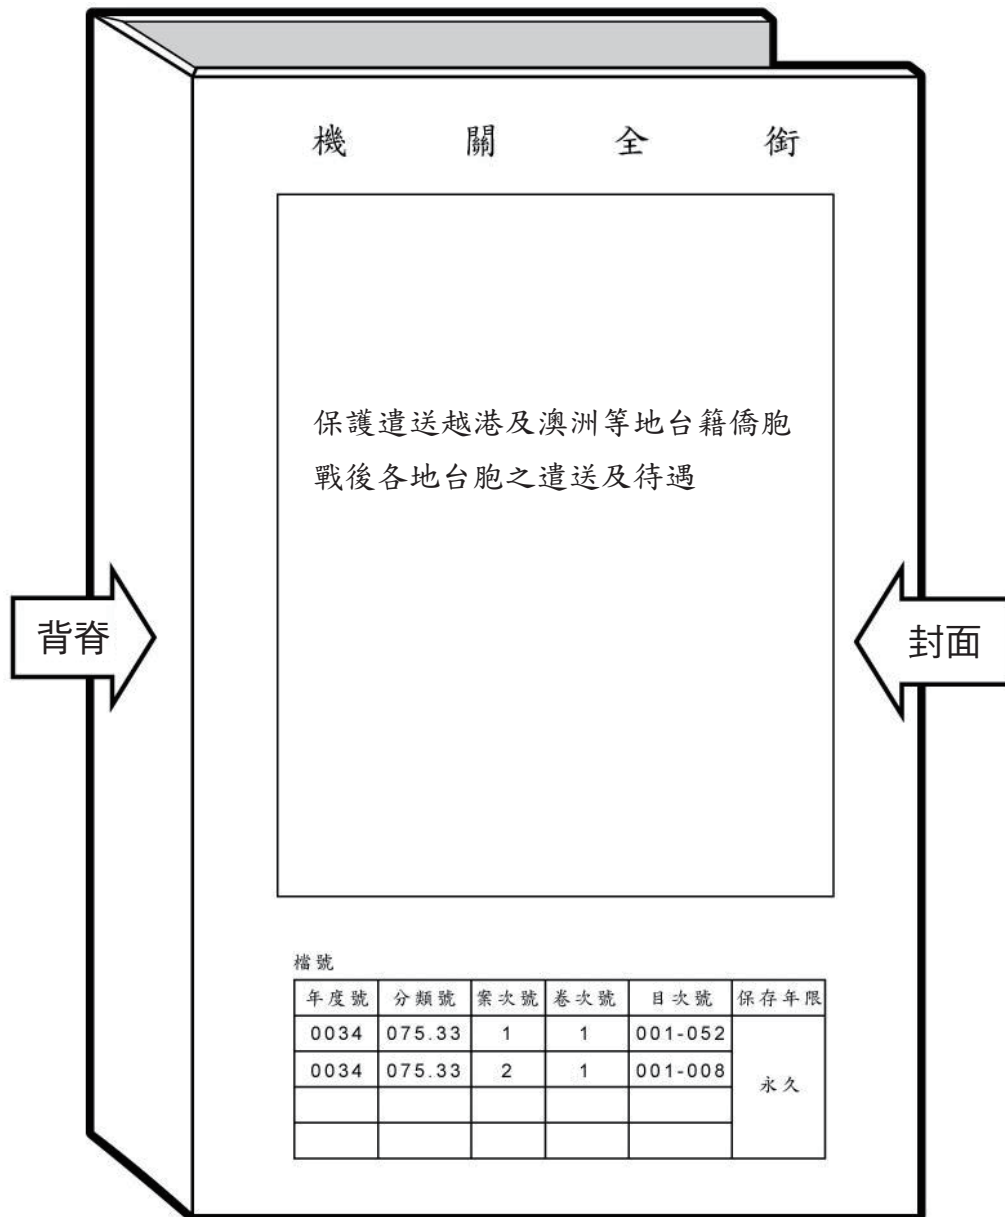 機關全銜
保護遣送越港及澳洲等地台籍僑胞
戰後各地台胞之遣送及待遇
背脊
封面
檔號
年度號 分類號 案次號 卷次號 目次號 保存年限
0034 075.33 1 1 001-052
0034 075.33 2 1 001-008
永久